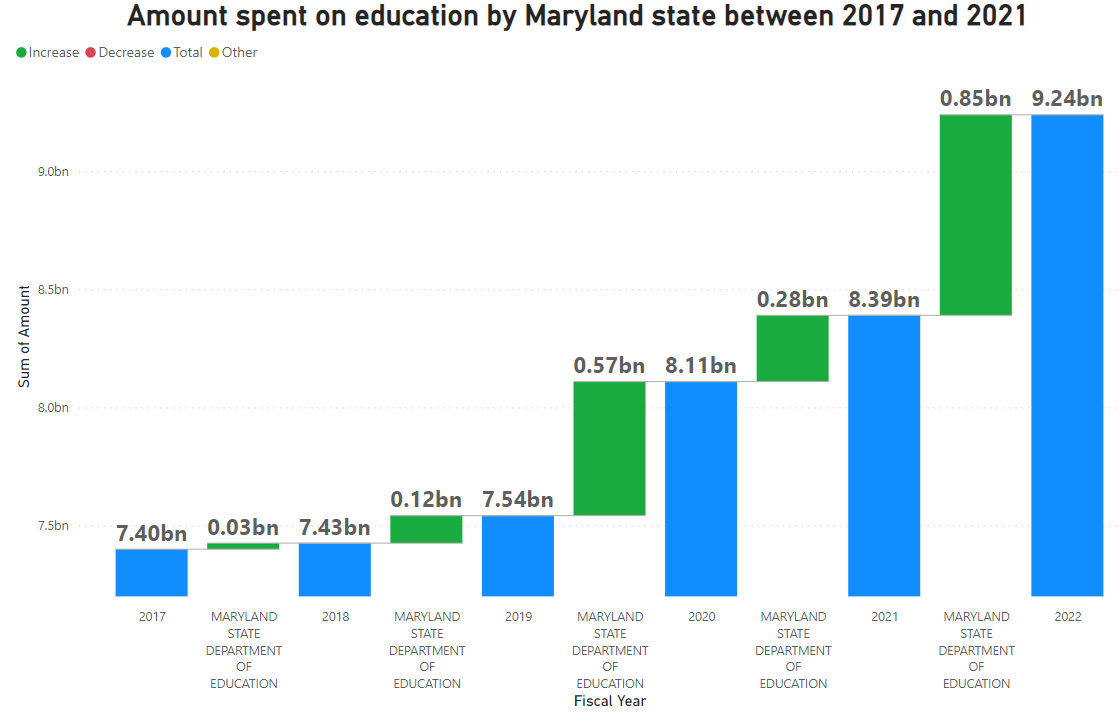 Amount spent on education by Maryland state between 2017 and 2021
Increase Decrease Total Other
0.85bn 9.24bn
9.0bn
8.5bn
0.28bn 8.39bn
0.57bn 8.11bn
8.0bn
7.5bn
0.12bn 7.54bn
7.40bn 0.03bn 7.43bn
Sum of Amount
2017
MARYLAND
STATE
DEPARTMENT
OF
EDUCATION
2018
MARYLAND
STATE
DEPARTMENT
OF
EDUCATION
2019
MARYLAND
STATE
DEPARTMENT
OF
EDUCATION
2020
MARYLAND
STATE
DEPARTMENT
OF
EDUCATION
2021
MARYLAND
STATE
DEPARTMENT
OF
EDUCATION
2022
Fiscal Year